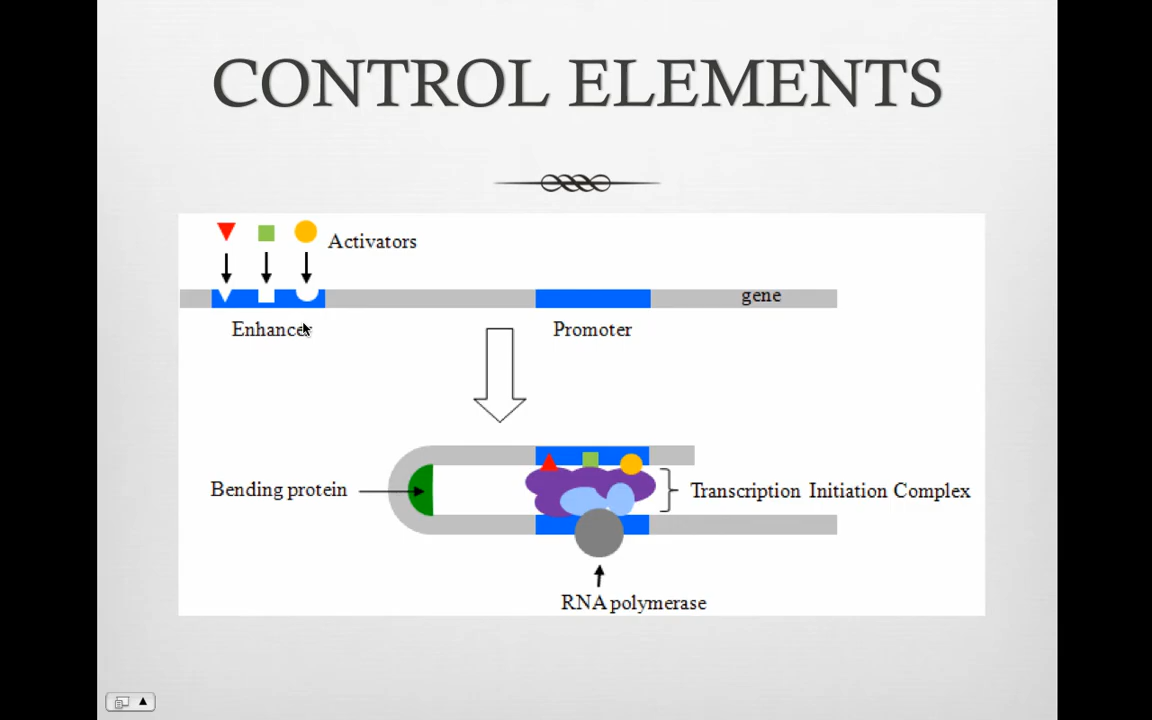 CONTROL ELEMENTS
Activators
gene
Enhancer
Promoter
Bending protein
Transcription Initiation Complex
RNA polymerase